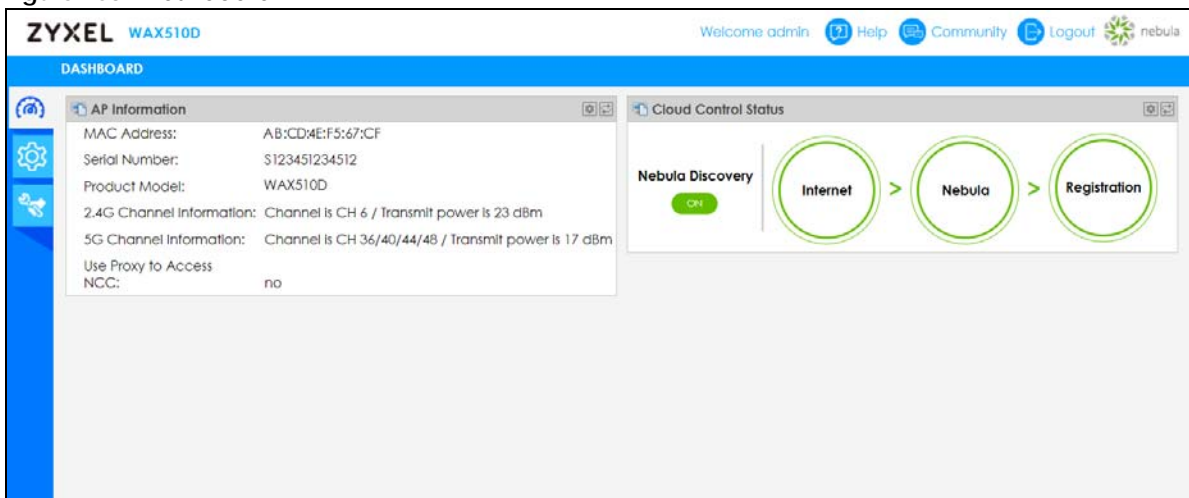 ZYXEL WAX510D
Welcome admin Help Community Logout nebula
DASHBOARD
AP Information
MAC Address: AB:CD:4E:F5:67:CF
Serial Number: S123451234512
Product Model: WAX510D
2.4G Channel Information: Channel is CH 6 / Transmit power is 23 dBm
5G Channel Information: Channel is CH 36/40/44/48 / Transmit power is 17 dBm
Use Proxy to Access
NCC: no
Cloud Control Status
Nebula Discovery
ON
Internet > Nebula > Registration